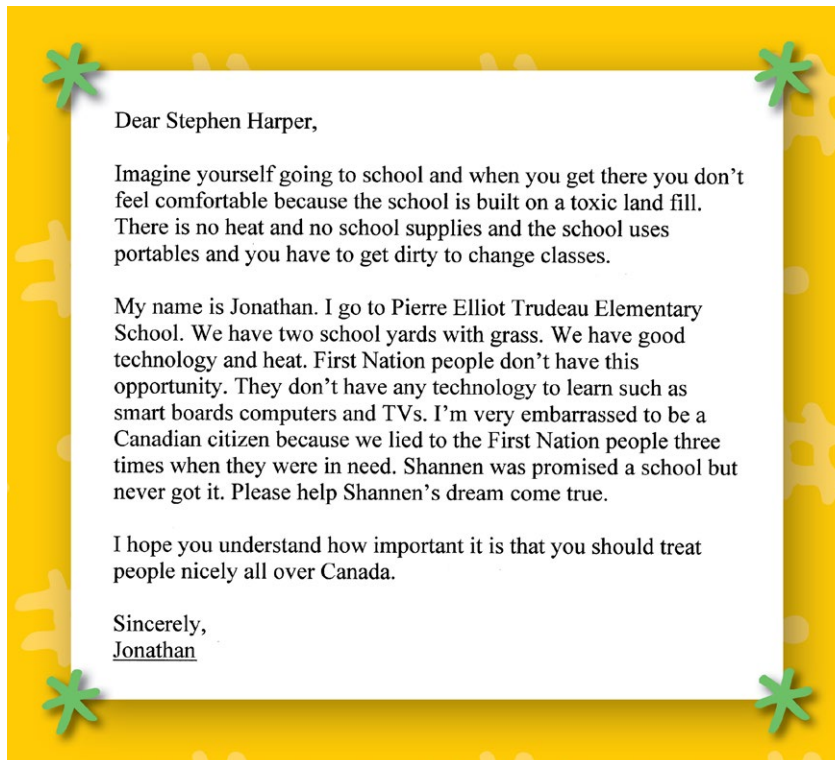 Dear Stephen Harper,
Imagine yourself going to school and when you get there you don't
feel comfortable because the school is built on a toxic land fill.
There is no heat and no school supplies and the school uses
portables and you have to get dirty to change classes.
My name is Jonathan. I go to Pierre Elliot Trudeau Elementary
School. We have two school yards with grass. We have good
technology and heat. First Nation people don't have this
opportunity. They don't have any technology to learn such as
smart boards computers and TVs. I'm very embarrassed to be a
Canadian citizen because we lied to the First Nation people three
times when they were in need. Shannen was promised a school but
never got it. Please help Shannen's dream come true.
I hope you understand how important it is that you should treat
people nicely all over Canada.
Sincerely,
Jonathan